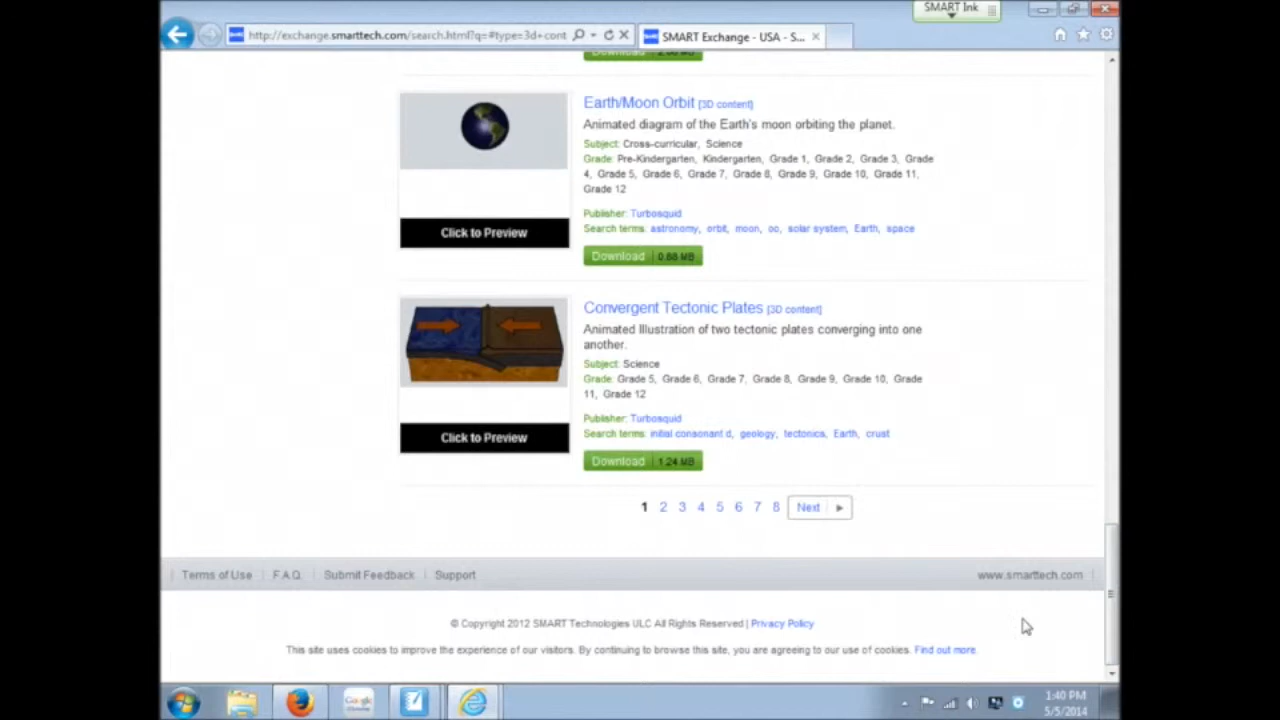 SMART Ink
http://exchange.smarttech.com/search.html?q=#type=3d+cont
SMART Exchange - USA - S...
Download 2.66 MB
Earth/Moon Orbit [3D content]
Animated diagram of the Earth's moon orbiting the planet.
Subject: Cross-curricular, Science
Grade: Pre-Kindergarten, Kindergarten, Grade 1, Grade 2, Grade 3, Grade
4, Grade 5, Grade 6, Grade 7, Grade 8, Grade 9, Grade 10, Grade 11,
Grade 12
Click to Preview
Publisher: Turbosquid
Search terms: astronomy, orbit, moon, oo, solar system, Earth, space
Download 0.88 MB
Convergent Tectonic Plates [3D content]
Animated Illustration of two tectonic plates converging into one
another.
Subject: Science
Grade: Grade 5, Grade 6, Grade 7, Grade 8, Grade 9, Grade 10, Grade
11, Grade 12
Click to Preview
Publisher: Turbosquid
Search terms: initial consonant d, geology, tectonics, Earth, crust
Download 1.24 MB
1 2 3 4 5 6 7 8 Next
Terms of Use F.A.Q. Submit Feedback Support www.smarttech.com
© Copyright 2012 SMART Technologies ULC All Rights Reserved | Privacy Policy
This site uses cookies to improve the experience of our visitors. By continuing to browse this site, you are agreeing to our use of cookies. Find out more.
Google
1:40 PM
5/5/2014